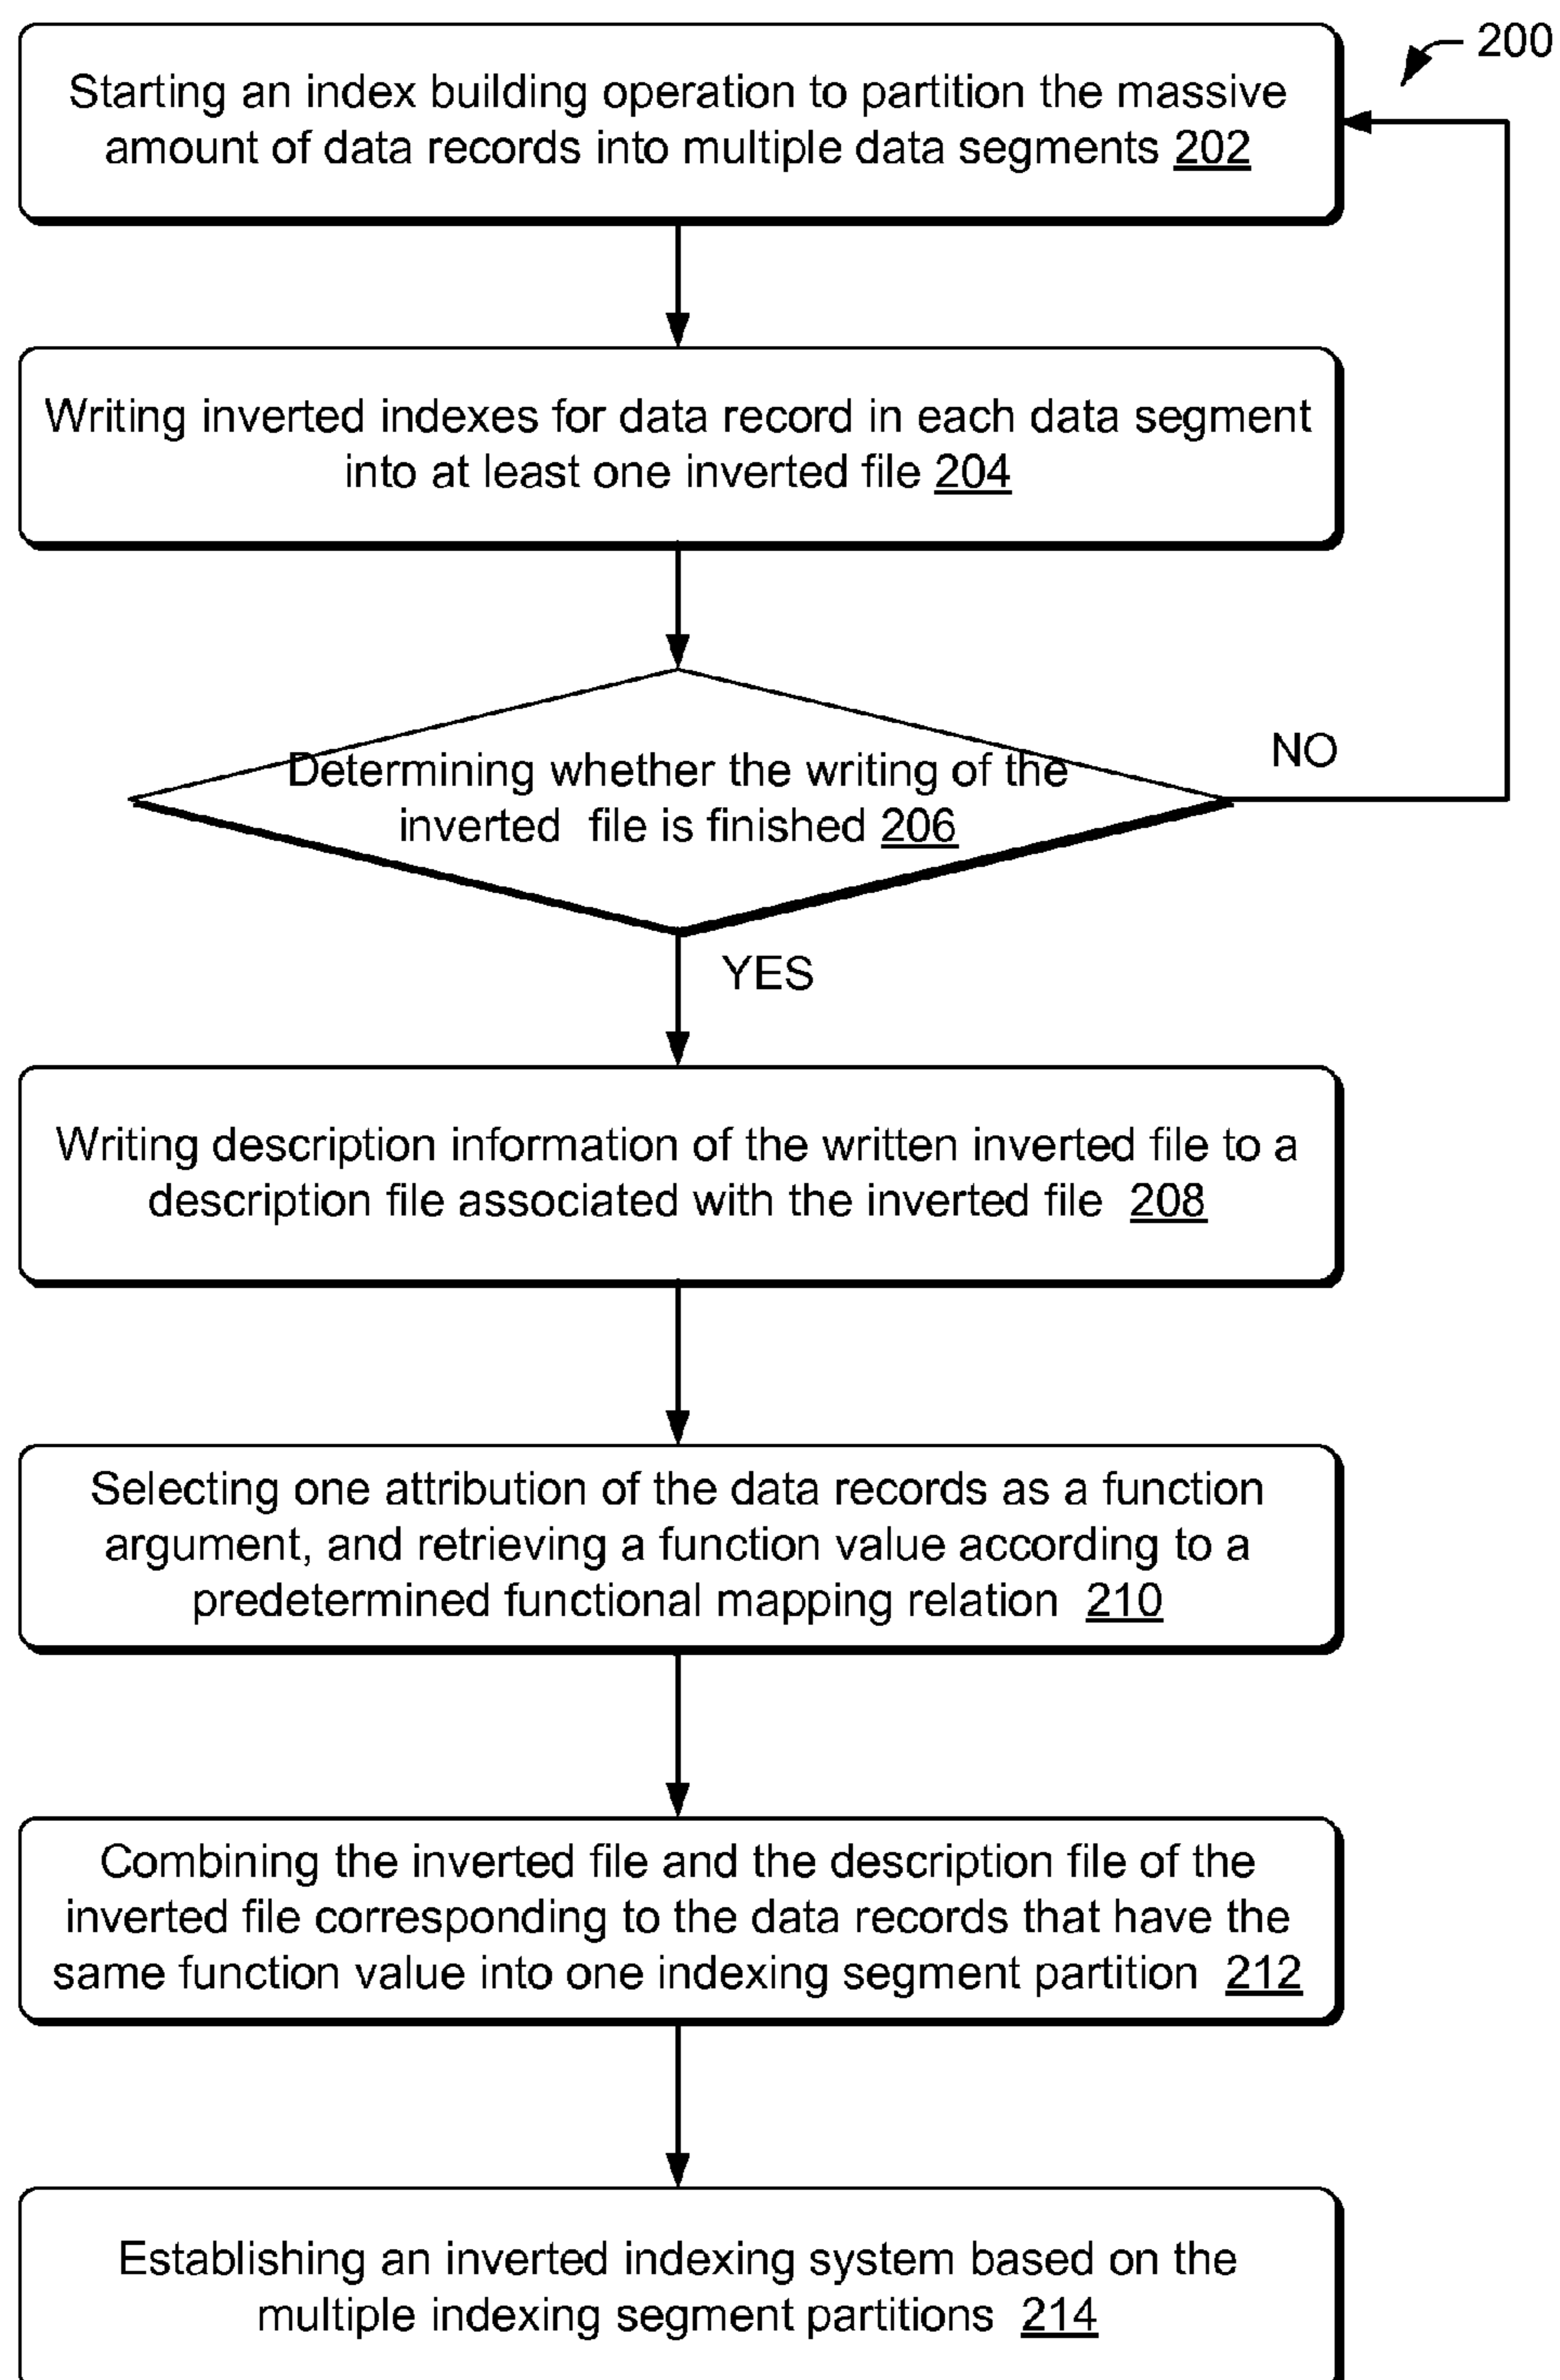 200
Starting an index building operation to partition the massive
amount of data records into multiple data segments 202
Writing inverted indexes for data record in each data segment
into at least one inverted file 204
Determining whether the writing of the
inverted file is finished 206
NO
YES
Writing description information of the written inverted file to a
description file associated with the inverted file 208
Selecting one attribution of the data records as a function
argument, and retrieving a function value according to a
predetermined functional mapping relation 210
Combining the inverted file and the description file of the
inverted file corresponding to the data records that have the
same function value into one indexing segment partition 212
Establishing an inverted indexing system based on the
multiple indexing segment partitions 214